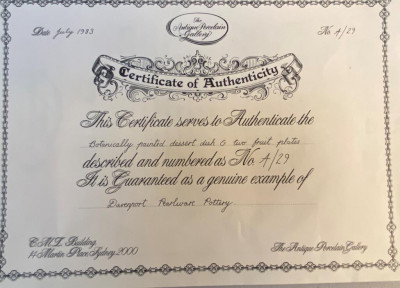 Date July 1983
The
Antique Porcelain
Gallery
No. 4/29
Certificate of Authenticity
This Certificate serves to Authenticate the
Botanically painted dessert dish & two fruit plates
described and numbered as No. 4/29
It is Guaranteed as a genuine example of
Davenport Pearlware Pottery
C.M.L. Building,
14 Martin Place, Sydney 2000
The Antique Porcelain Gallery